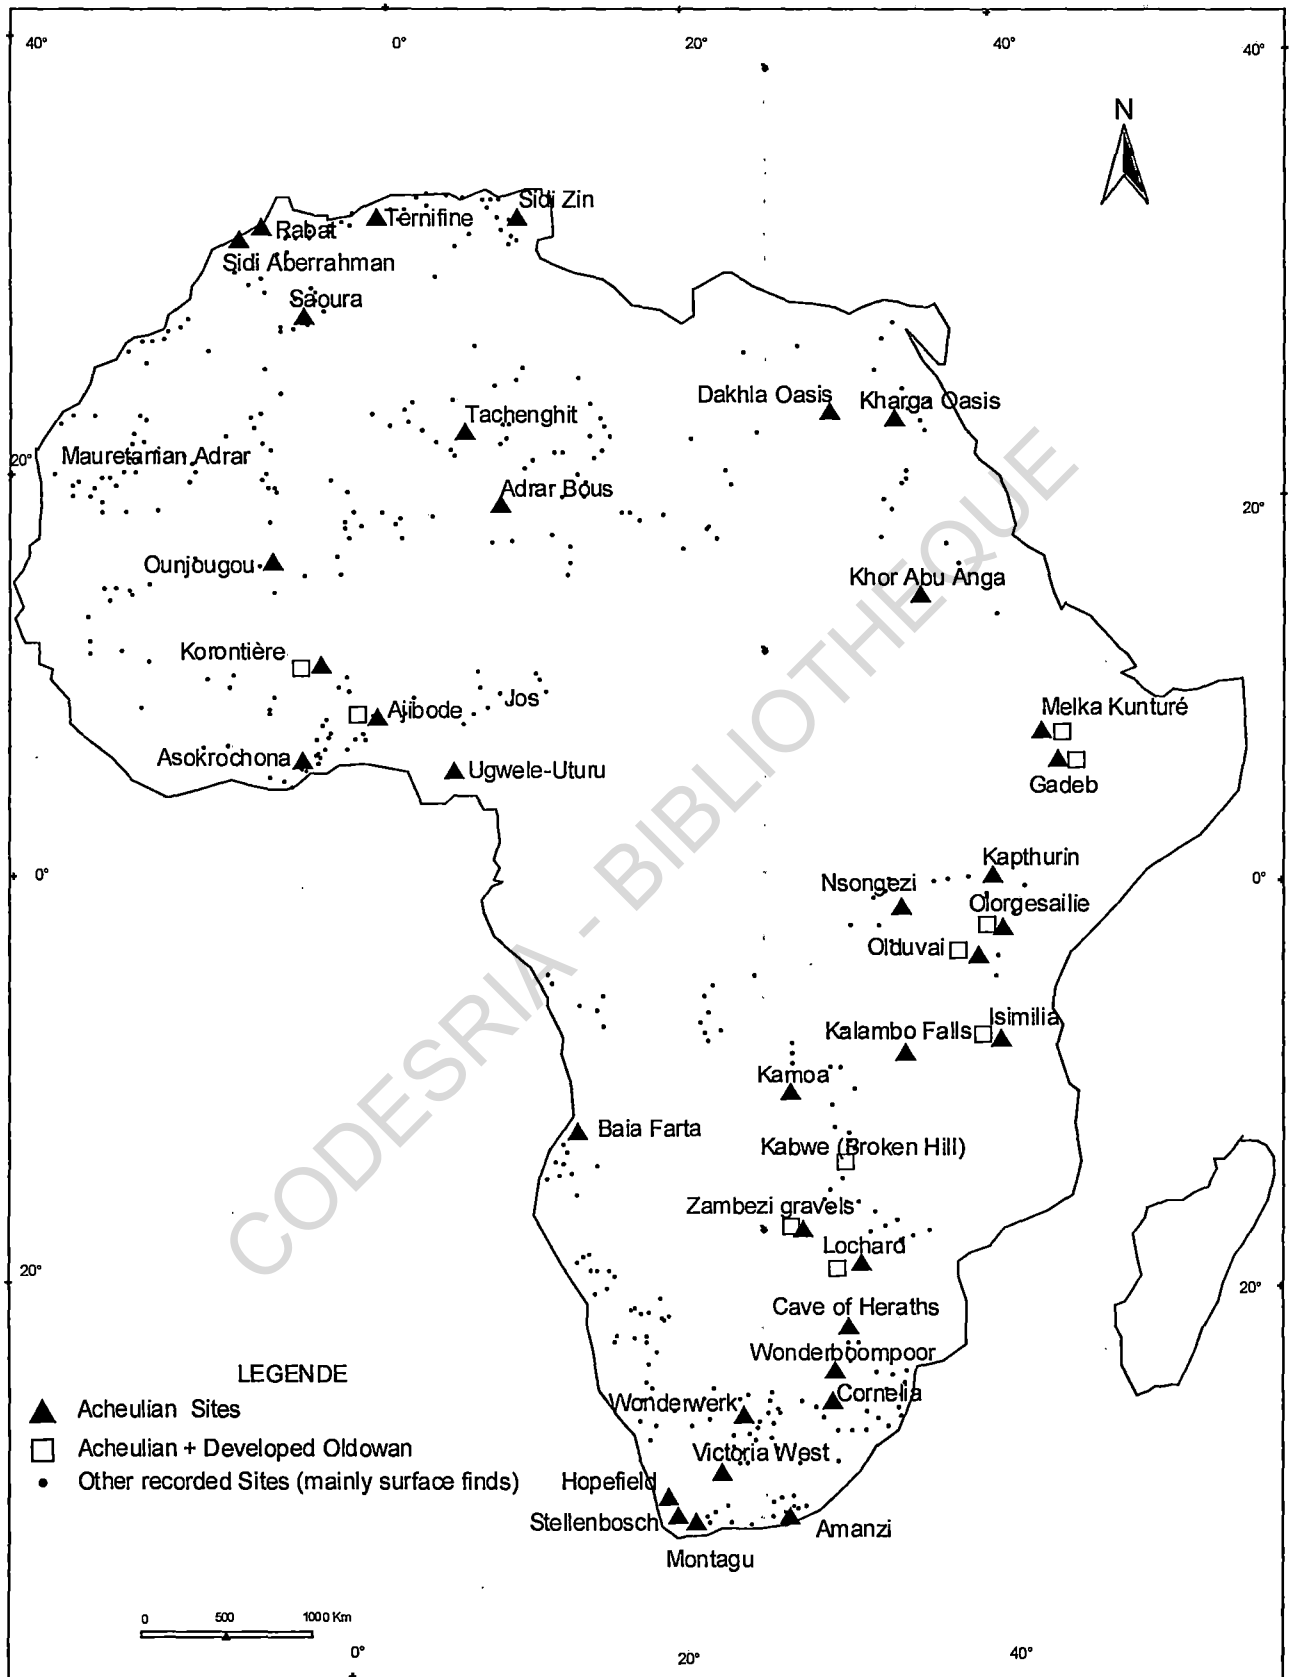 40° 0° 20° 40° 40°
N
Sidi Zin
Ternifine
Rabat
Sidi Aberrahman
Saoura
Dakhla Oasis
Kharga Oasis
Tachenghit
Mauretanian Adrar
20°
Adrar Bous
20°
Ounjougou
Khor Abu Anga
Korontière
Jos
Ajibode
Melka Kunturé
Asokrochona
Ugwele-Uturu
Gadeb
Kapthurin
0°
Nsongezi
0°
Olorgesailie
Olduvai
Isimilia
Kalambo Falls
Kamoa
Baia Farta
Kabwe (Broken Hill)
Zambezi gravels
Lochard
20°
20°
Cave of Heraths
Wonderboompoor
LEGENDE
Cornelia
Wonderwerk
Acheulian Sites
Acheulian + Developed Oldowan
Victoria West
Other recorded Sites (mainly surface finds)
Hopefield
Stellenbosch
Amanzi
Montagu
0 500 1000 Km
0° 20° 40°
CODESRIA - BIBLIOTHEQUE